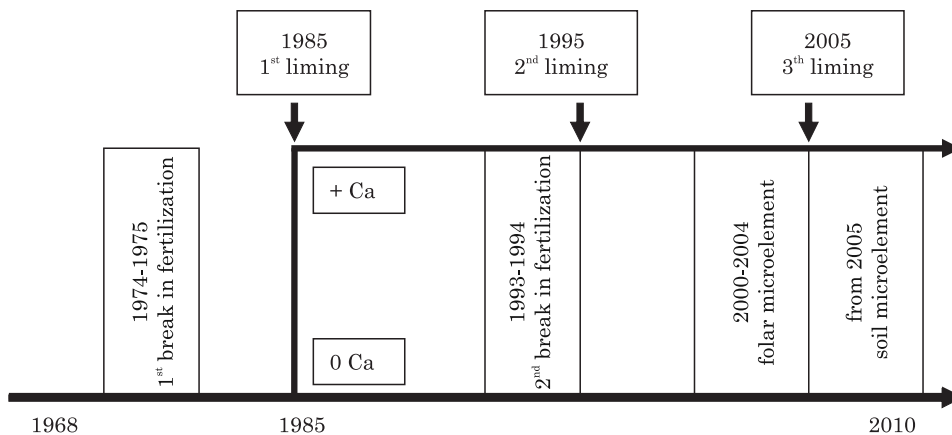 1985
1st liming
1995
2nd liming
2005
3th liming
+ Ca
0 Ca
1974-1975
1st break in fertilization
1993-1994
2nd break in fertilization
2000-2004
folar microelement
from 2005
soil microelement
1968
1985
2010